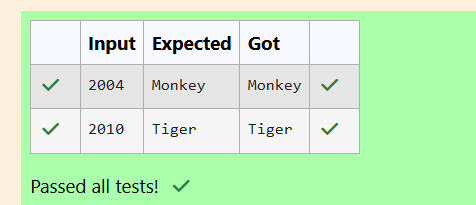 Input Expected Got
2004 Monkey Monkey
2010 Tiger Tiger
Passed all tests!